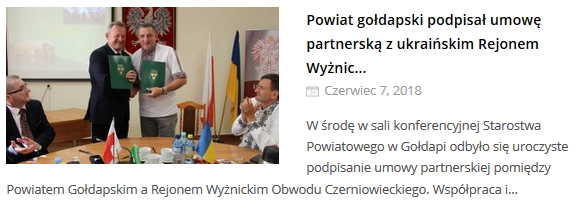 Powiat gołdapski podpisał umowę
partnerską z ukraińskim Rejonem
Wyżnic...
Czerwiec 7, 2018
W środę w sali konferencyjnej Starostwa
Powiatowego w Gołdapi odbyło się uroczyste
podpisanie umowy partnerskiej pomiędzy
Powiatem Gołdapskim a Rejonem Wyżnickim Obwodu Czerniowieckiego. Współpraca i...